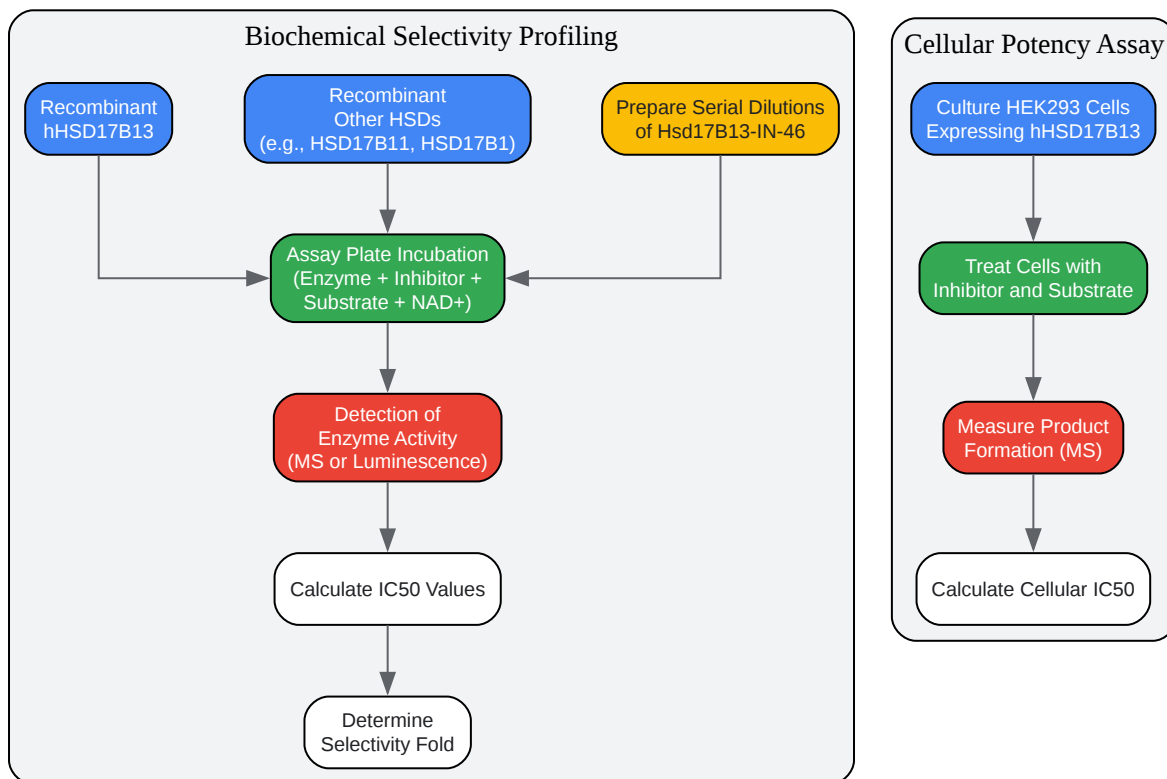 Biochemical Selectivity Profiling
Recombinant
hHSD17B13
Recombinant
Other HSDs
(e.g., HSD17B11, HSD17B1)
Prepare Serial Dilutions
of Hsd17B13-IN-46
Assay Plate Incubation
(Enzyme + Inhibitor +
Substrate + NAD+)
Detection of
Enzyme Activity
(MS or Luminescence)
Calculate IC50 Values
Determine
Selectivity Fold
Cellular Potency Assay
Culture HEK293 Cells
Expressing hHSD17B13
Treat Cells with
Inhibitor and Substrate
Measure Product
Formation (MS)
Calculate Cellular IC50